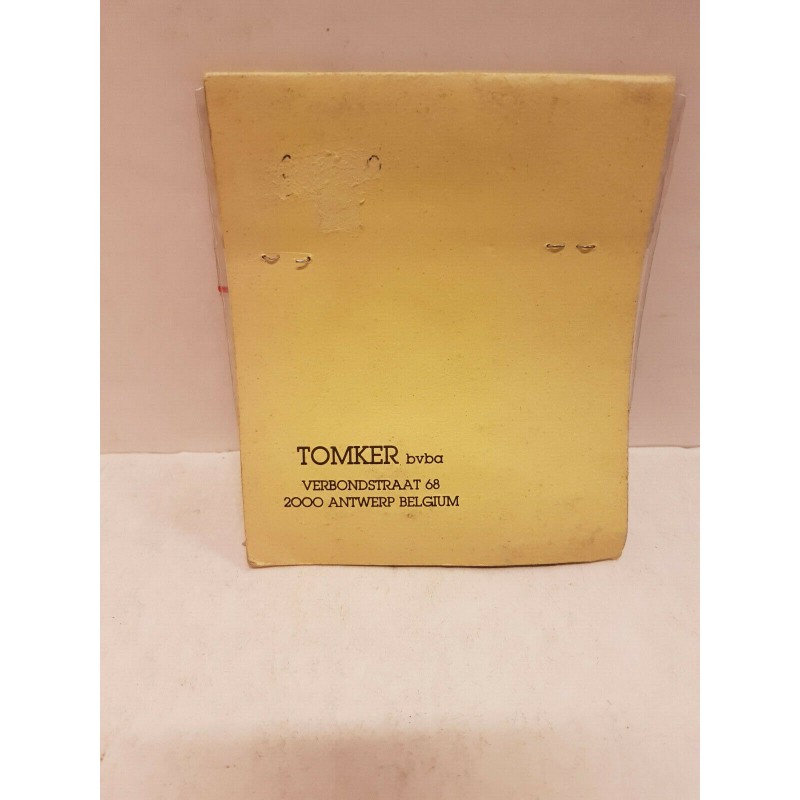 TOMKER bvba
VERBONDSTRAAT 68
2000 ANTWERP BELGIUM